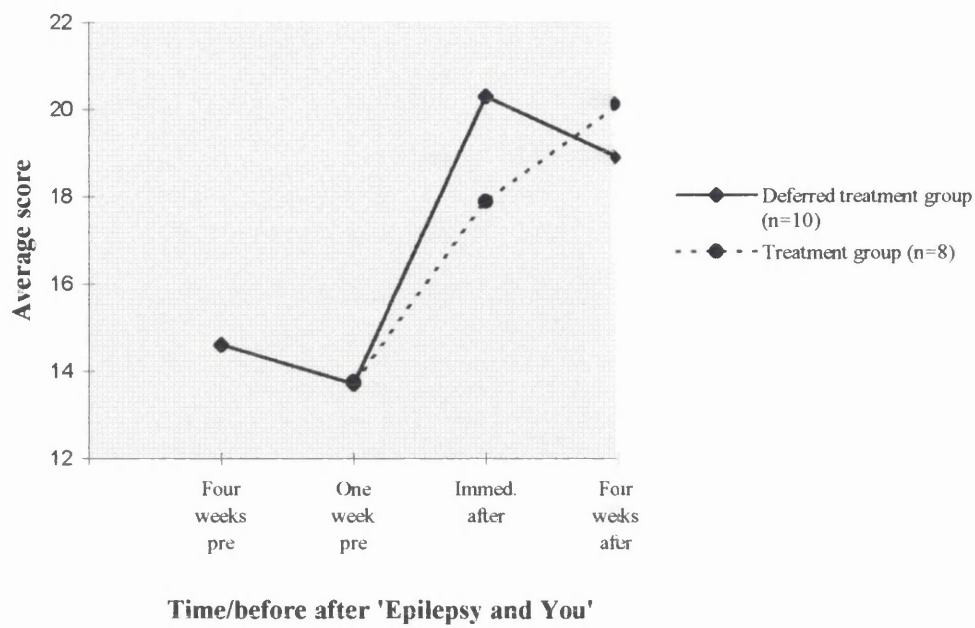 22
20
18
16
14
12
Average score
Four
weeks
pre
One
week
pre
Immed.
after
Four
weeks
after
Time/before after 'Epilepsy and You'
Deferred treatment group
(n=10)
Treatment group (n=8)